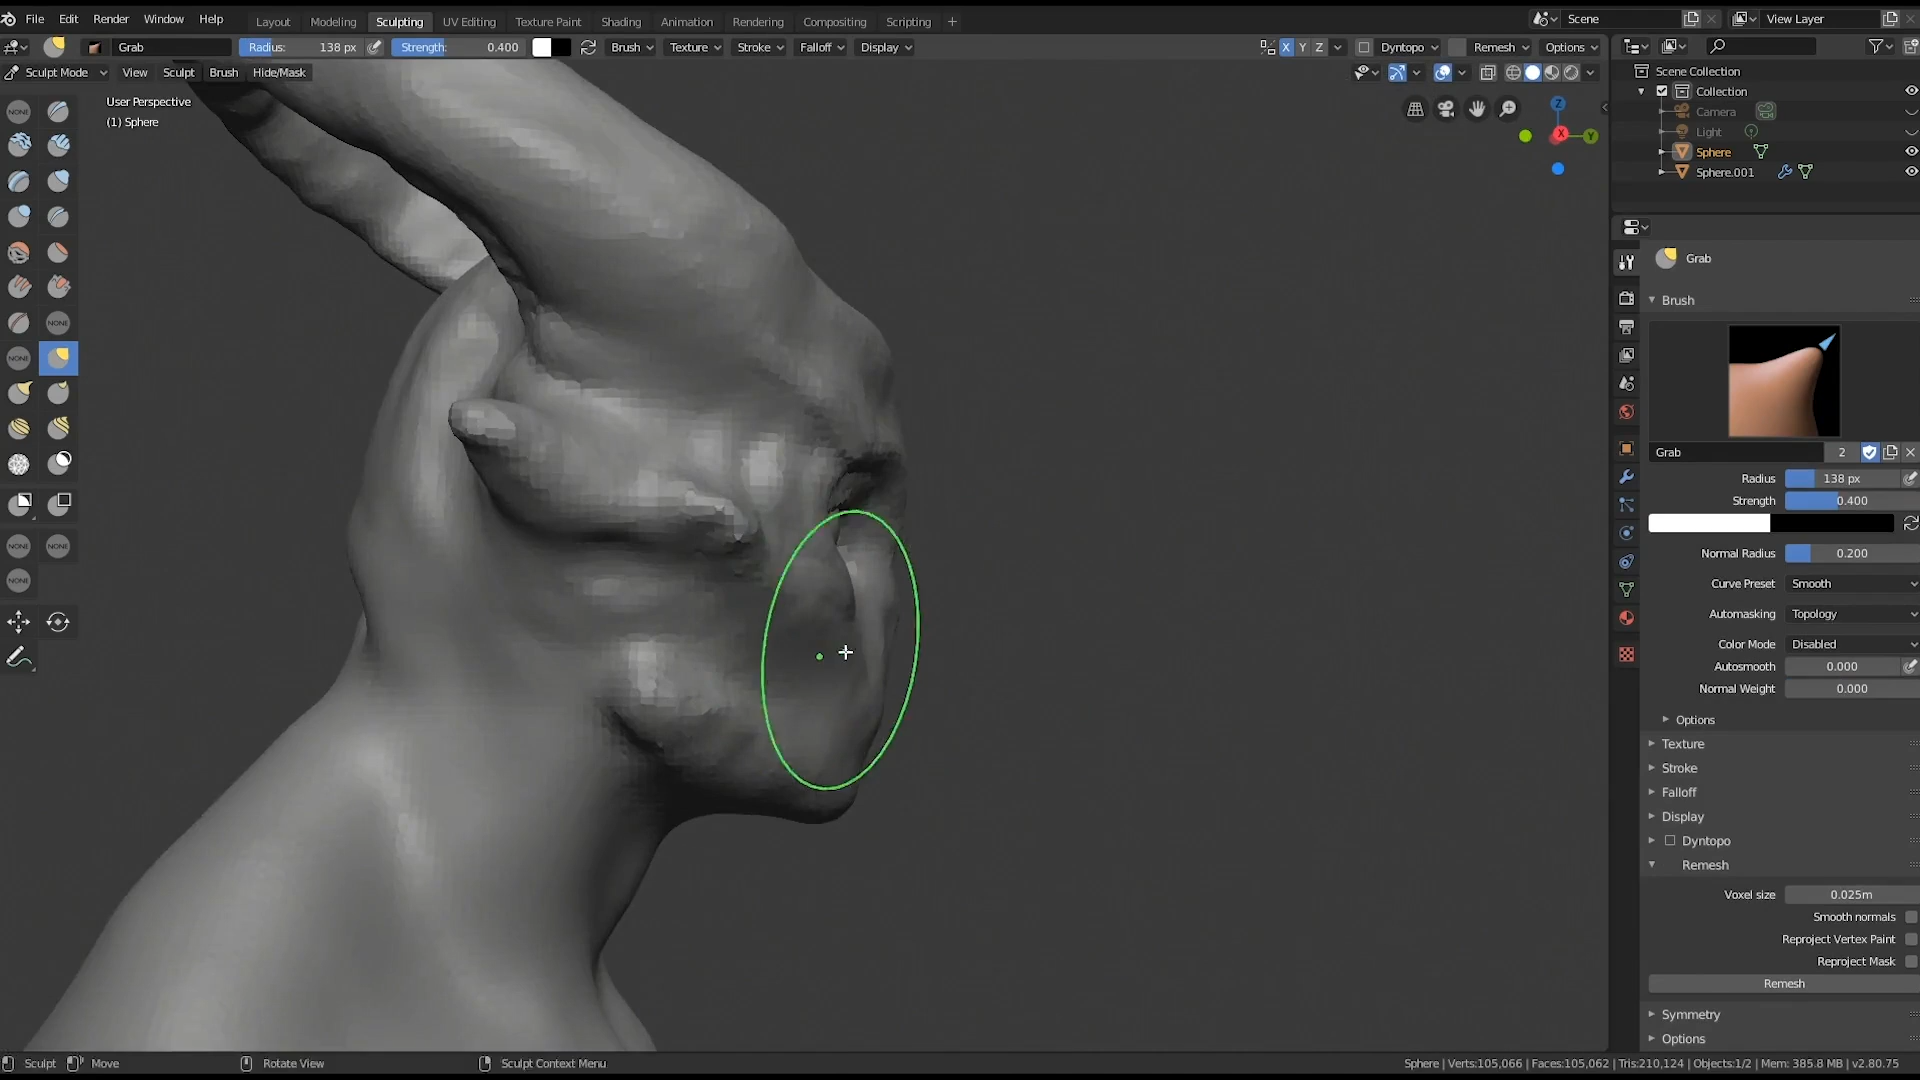 File Edit Render Window Help Layout Modeling Sculpting UV Editing Texture Paint Shading Animation Rendering Compositing Scripting + Scene View Layer
Grab Radius: 138 px Strength: 0.400 Brush Texture Stroke Falloff Display X Y Z Dyntopo Remesh Options
Sculpt Mode View Sculpt Brush Hide/Mask
User Perspective
(1) Sphere
Z
X
Y
NONE
NONE
NONE
NONE
NONE
NONE
Scene Collection
Collection
Camera
Light
Sphere
Sphere.001
Grab
Brush
Grab 2
Radius 138 px
Strength 0.400
Normal Radius 0.200
Curve Preset Smooth
Automasking Topology
Color Mode Disabled
Autosmooth 0.000
Normal Weight 0.000
Options
Texture
Stroke
Falloff
Display
Dyntopo
Remesh
Voxel size 0.025m
Smooth normals
Reproject Vertex Paint
Reproject Mask
Remesh
Symmetry
Options
Sculpt Move Rotate View Sculpt Context Menu Sphere | Verts:105,066 | Faces:105,062 | Tris:210,124 | Objects:1/2 | Mem: 385.8 MB | v2.80.75